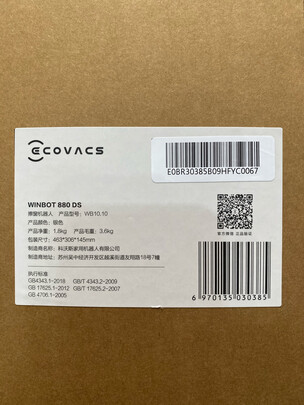 ECOVACS
E0BR30385B09HFYC0067
WINBOT 880 DS
擦窗机器人 产品型号: WB10.10
产品颜色: 银色
产品净重: 1.8kg 产品毛重: 3.6kg
包装尺寸: 463*306*145mm
制造商名称: 科沃斯家用机器人有限公司
制造商地址: 苏州吴中经济开发区越溪街道友翔路18号7幢
执行标准
GB4343.1-2018 GB/T 4343.2-2009
GB 17625.1-2012 GB/T 17625.2-2007
GB 4706.1-2005
6 970135 030385